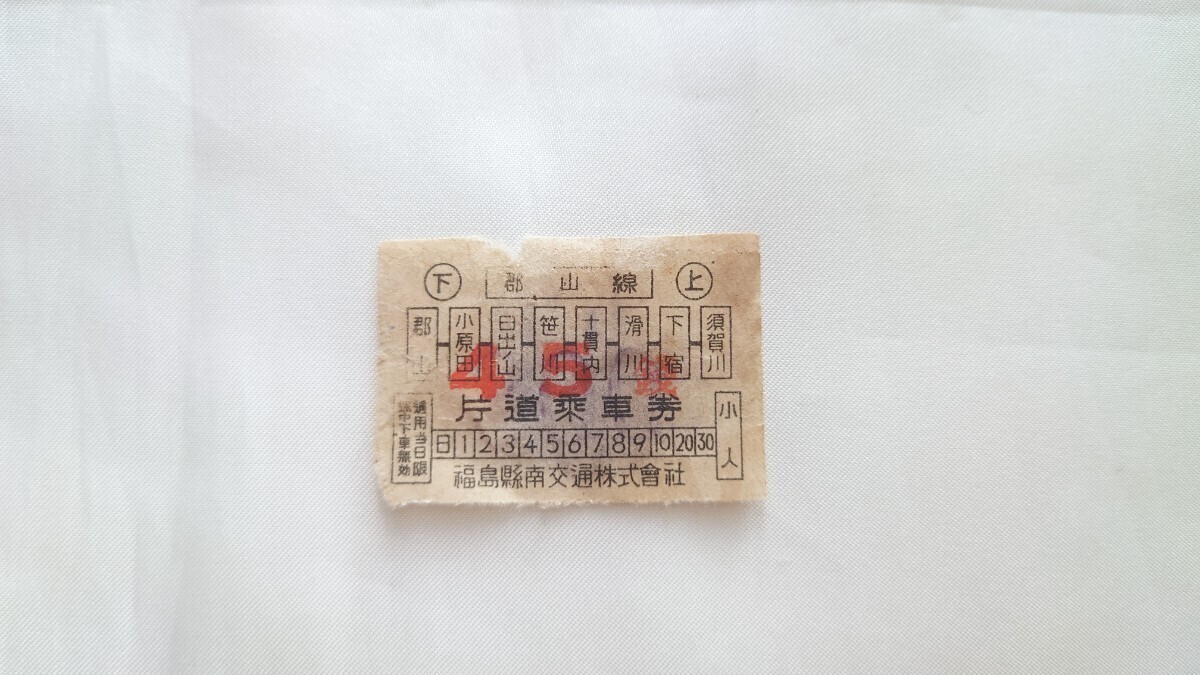 下 郡山線 上
郡山
小原田
日出ノ山
笹川
十貫内
滑川
下宿
須賀川
45銭
片道乗車券
小人
通用当日限
途中下車無効
日 1 2 3 4 5 6 7 8 9 10 20 30
福島縣南交通株式會社